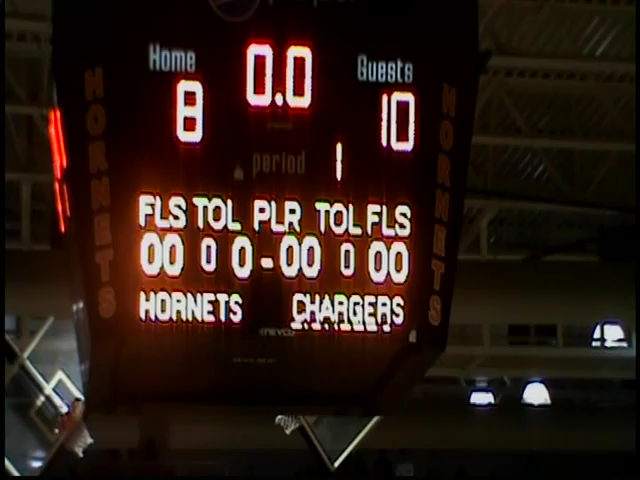 Home 0.0 Guests
8 10
period 1
FLS TOL PLR TOL FLS
00 0 0-00 0 00
HORNETS CHARGERS
NEVCO
HORNETS
HORNETS